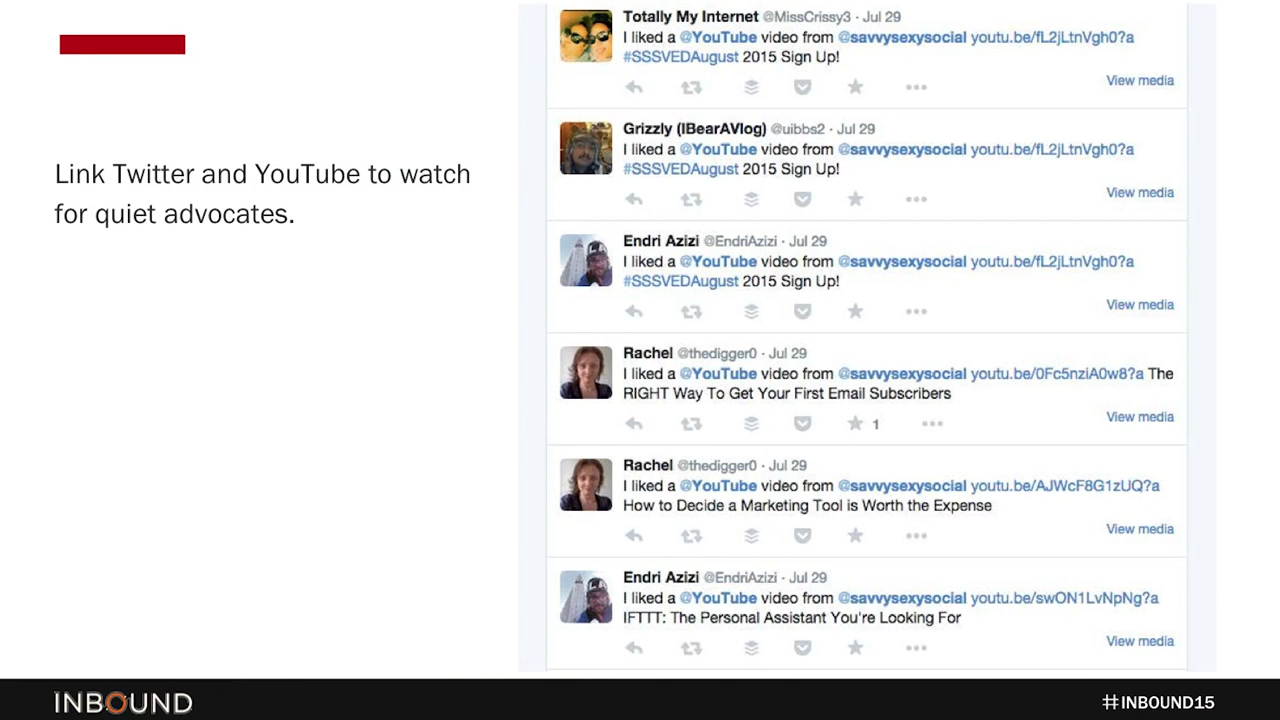 Link Twitter and YouTube to watch
for quiet advocates.
Totally My Internet @MissCrissy3 · Jul 29
I liked a @YouTube video from @savvysexysocial youtu.be/fL2jLtnVgh0?a
#SSSVEDAugust 2015 Sign Up!
View media
Grizzly (IBearAVlog) @uibbs2 · Jul 29
I liked a @YouTube video from @savvysexysocial youtu.be/fL2jLtnVgh0?a
#SSSVEDAugust 2015 Sign Up!
View media
Endri Azizi @EndriAzizi · Jul 29
I liked a @YouTube video from @savvysexysocial youtu.be/fL2jLtnVgh0?a
#SSSVEDAugust 2015 Sign Up!
View media
Rachel @thedigger0 · Jul 29
I liked a @YouTube video from @savvysexysocial youtu.be/0Fc5nziA0w8?a The
RIGHT Way To Get Your First Email Subscribers
1
View media
Rachel @thedigger0 · Jul 29
I liked a @YouTube video from @savvysexysocial youtu.be/AJWcF8G1zUQ?a
How to Decide a Marketing Tool is Worth the Expense
View media
Endri Azizi @EndriAzizi · Jul 29
I liked a @YouTube video from @savvysexysocial youtu.be/swON1LvNpNg?a
IFTTT: The Personal Assistant You're Looking For
View media
INBOUND
#INBOUND15